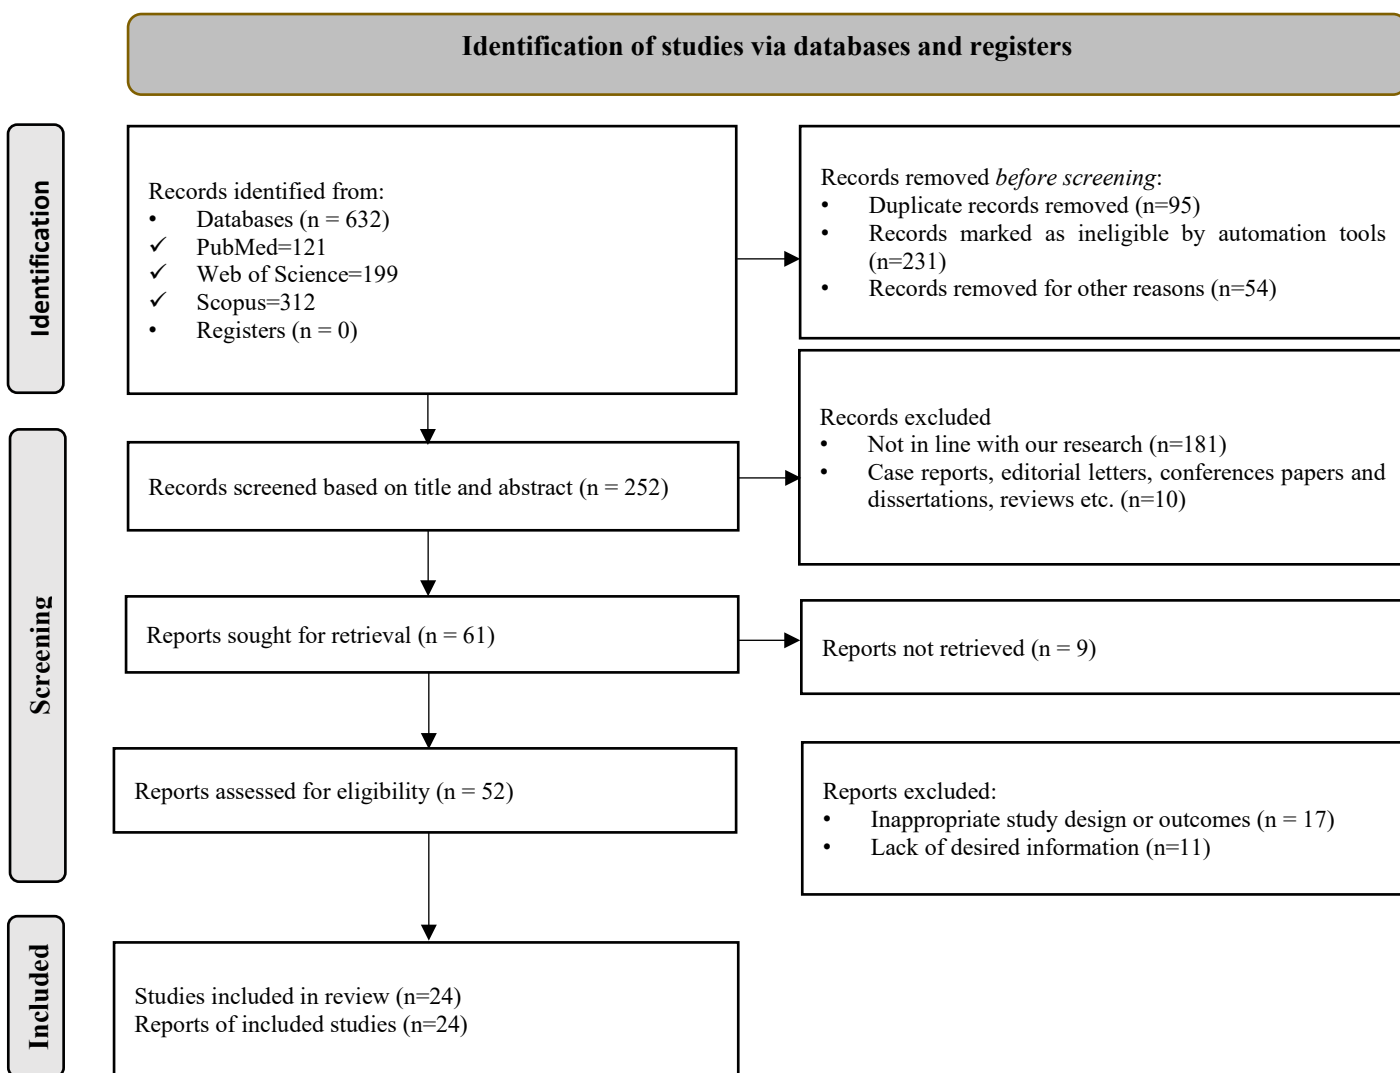 Identification of studies via databases and registers
Identification
Records identified from:
• Databases (n = 632)
✓ PubMed=121
✓ Web of Science=199
✓ Scopus=312
• Registers (n = 0)
Records removed before screening:
• Duplicate records removed (n=95)
• Records marked as ineligible by automation tools
(n=231)
• Records removed for other reasons (n=54)
Screening
Records screened based on title and abstract (n = 252)
Records excluded
• Not in line with our research (n=181)
• Case reports, editorial letters, conferences papers and
dissertations, reviews etc. (n=10)
Reports sought for retrieval (n = 61)
Reports not retrieved (n = 9)
Reports assessed for eligibility (n = 52)
Reports excluded:
• Inappropriate study design or outcomes (n = 17)
• Lack of desired information (n=11)
Included
Studies included in review (n=24)
Reports of included studies (n=24)